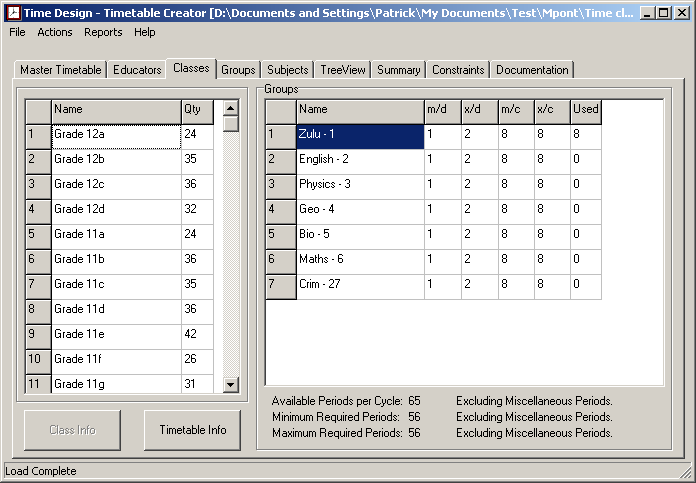 Time Design - Timetable Creator [D:\Documents and Settings\Patrick\My Documents\Test\Mpont\Time cl...
File Actions Reports Help
Master Timetable Educators Classes Groups Subjects TreeView Summary Constraints Documentation
Groups
Name Qty
1 Grade 12a 24
2 Grade 12b 35
3 Grade 12c 36
4 Grade 12d 32
5 Grade 11a 24
6 Grade 11b 36
7 Grade 11c 35
8 Grade 11d 36
9 Grade 11e 42
10 Grade 11f 26
11 Grade 11g 31
Class Info Timetable Info
Name m/d x/d m/c x/c Used
1 Zulu - 1 1 2 8 8 8
2 English - 2 1 2 8 8 0
3 Physics - 3 1 2 8 8 0
4 Geo - 4 1 2 8 8 0
5 Bio - 5 1 2 8 8 0
6 Maths - 6 1 2 8 8 0
7 Crim - 27 1 2 8 8 0
Available Periods per Cycle: 65 Excluding Miscellaneous Periods.
Minimum Required Periods: 56 Excluding Miscellaneous Periods.
Maximum Required Periods: 56 Excluding Miscellaneous Periods.
Load Complete